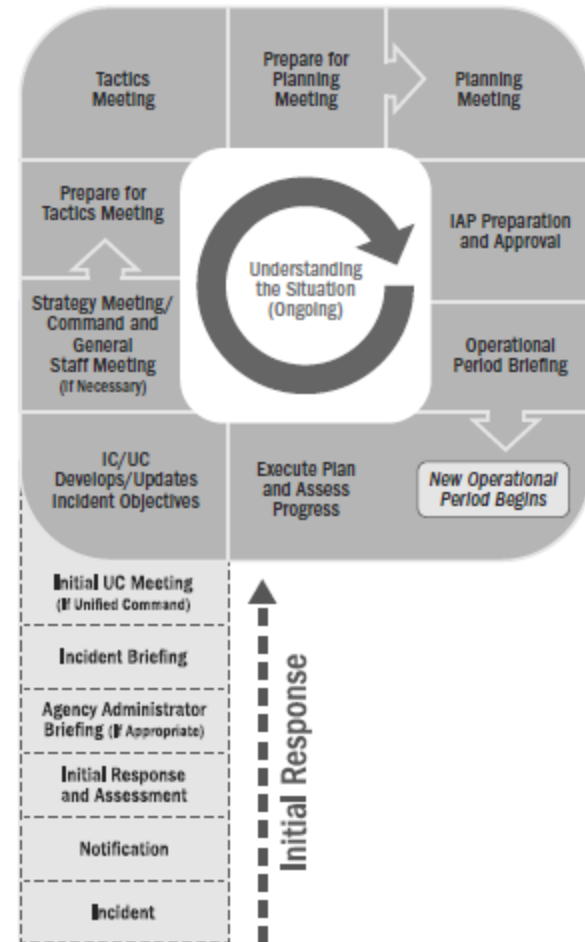 Tactics
Meeting
Prepare for
Planning
Meeting
Planning
Meeting
Prepare for
Tactics Meeting
IAP Preparation
and Approval
Understanding
the Situation
(Ongoing)
Strategy Meeting/
Command and
General
Staff Meeting
(If Necessary)
Operational
Period Briefing
IC/UC
Develops/Updates
Incident Objectives
Execute Plan
and Assess
Progress
New Operational
Period Begins
Initial UC Meeting
(If Unified Command)
Incident Briefing
Agency Administrator
Briefing (If Appropriate)
Initial Response
and Assessment
Notification
Incident
Initial Response